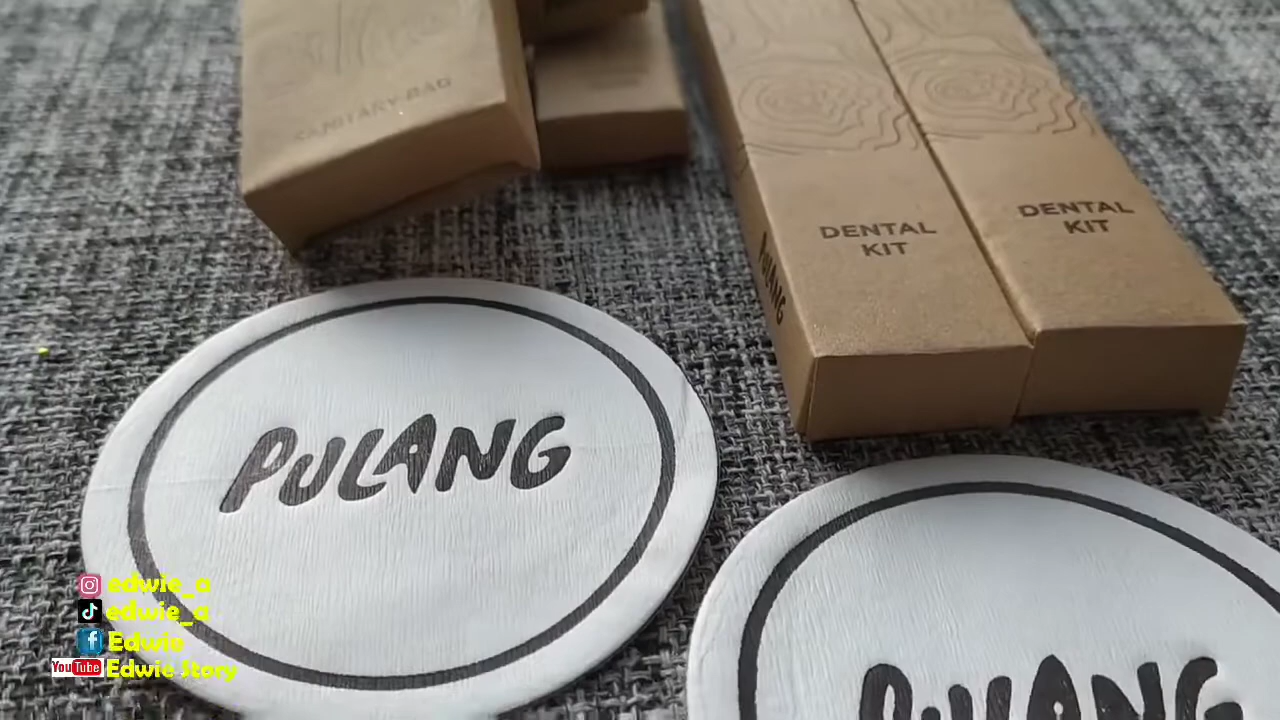 SANITARY BAG
DENTAL
KIT
DENTAL
KIT
PULANG
PULANG
PULANG
edwie_a
edwie_a
Edwie
YouTube Edwie Story